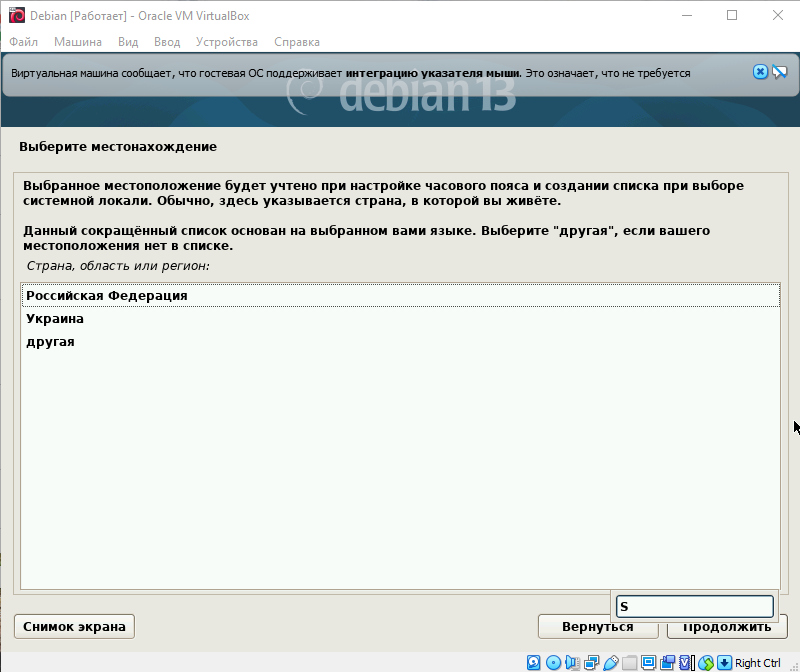 Debian [Работает] - Oracle VM VirtualBox
Файл Машина Вид Ввод Устройства Справка
Виртуальная машина сообщает, что гостевая ОС поддерживает интеграцию указателя мыши. Это означает, что не требуется
debian 13
Выберите местонахождение
Выбранное местоположение будет учтено при настройке часового пояса и создании списка при выборе
системной локали. Обычно, здесь указывается страна, в которой вы живёте.
Данный сокращённый список основан на выбранном вами языке. Выберите "другая", если вашего
местоположения нет в списке.
Страна, область или регион:
Российская Федерация
Украина
другая
S
Снимок экрана Вернуться Продолжить
Right Ctrl